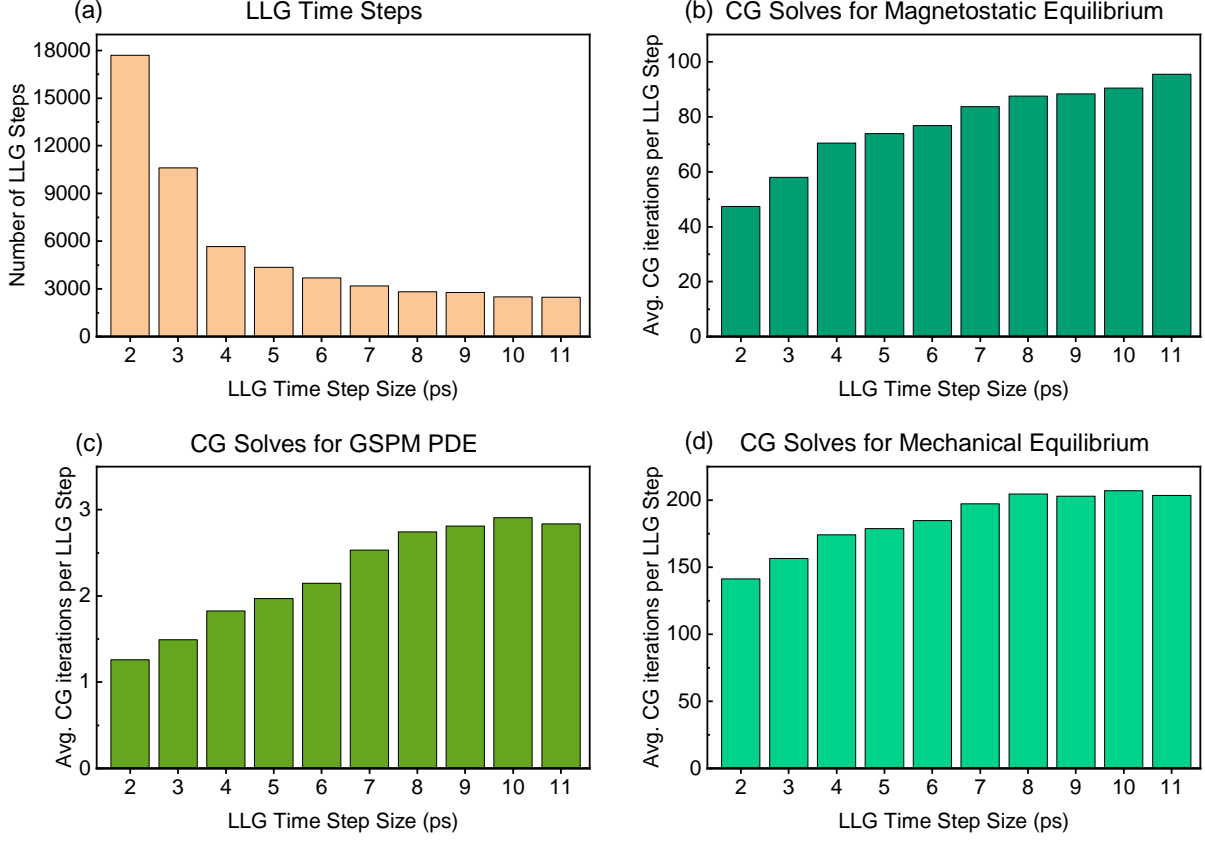 (a) LLG Time Steps
Number of LLG Steps
18000
15000
12000
9000
6000
3000
0
2 3 4 5 6 7 8 9 10 11
LLG Time Step Size (ps)
(b) CG Solves for Magnetostatic Equilibrium
Avg. CG iterations per LLG Step
100
80
60
40
20
0
2 3 4 5 6 7 8 9 10 11
LLG Time Step Size (ps)
(c) CG Solves for GSPM PDE
Avg. CG iterations per LLG Step
3
2
1
0
2 3 4 5 6 7 8 9 10 11
LLG Time Step Size (ps)
(d) CG Solves for Mechanical Equilibrium
Avg. CG iterations per LLG Step
200
150
100
50
0
2 3 4 5 6 7 8 9 10 11
LLG Time Step Size (ps)